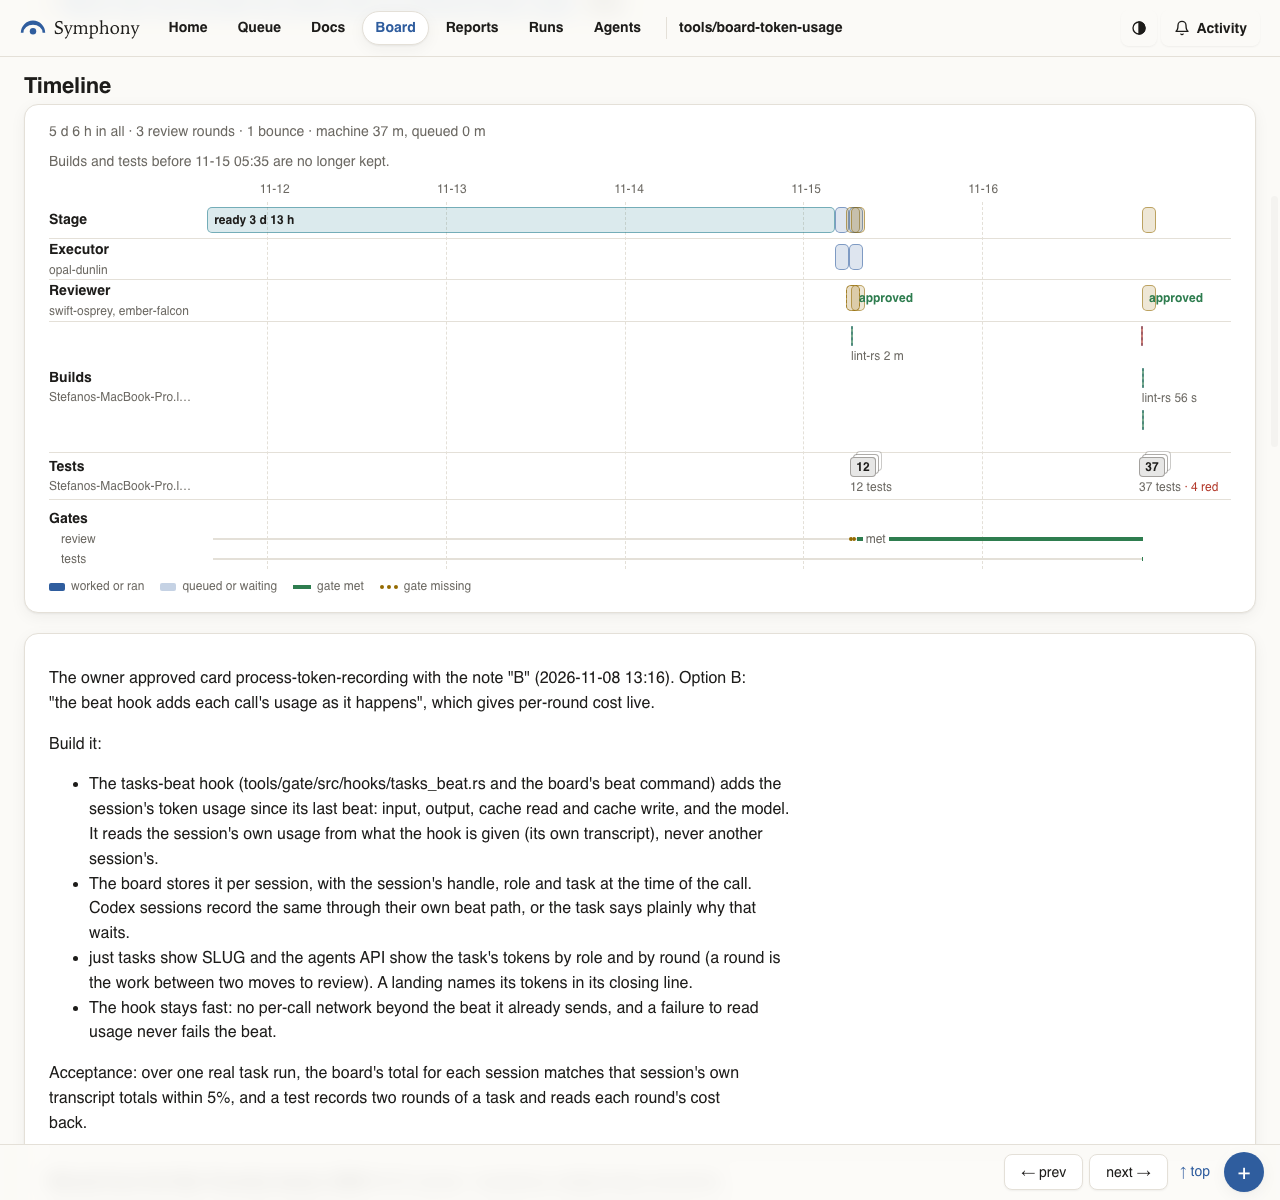 Symphony
Home
Queue
Docs
Board
Reports
Runs
Agents
tools/board-token-usage
Activity
Timeline
5 d 6 h in all · 3 review rounds · 1 bounce · machine 37 m, queued 0 m
Builds and tests before 11-15 05:35 are no longer kept.
11-12
11-13
11-14
11-15
11-16
Stage
ready 3 d 13 h
Executor
opal-dunlin
Reviewer
swift-osprey, ember-falcon
approved
approved
Builds
Stefanos-MacBook-Pro.l…
lint-rs 2 m
lint-rs 56 s
Tests
Stefanos-MacBook-Pro.l…
12
12 tests
37
37 tests · 4 red
Gates
review
met
tests
worked or ran
queued or waiting
gate met
gate missing
The owner approved card process-token-recording with the note "B" (2026-11-08 13:16). Option B:
"the beat hook adds each call's usage as it happens", which gives per-round cost live.
Build it:
• The tasks-beat hook (tools/gate/src/hooks/tasks_beat.rs and the board's beat command) adds the
session's token usage since its last beat: input, output, cache read and cache write, and the model.
It reads the session's own usage from what the hook is given (its own transcript), never another
session's.
• The board stores it per session, with the session's handle, role and task at the time of the call.
Codex sessions record the same through their own beat path, or the task says plainly why that
waits.
• just tasks show SLUG and the agents API show the task's tokens by role and by round (a round is
the work between two moves to review). A landing names its tokens in its closing line.
• The hook stays fast: no per-call network beyond the beat it already sends, and a failure to read
usage never fails the beat.
Acceptance: over one real task run, the board's total for each session matches that session's own
transcript totals within 5%, and a test records two rounds of a task and reads each round's cost
back.
← prev
next →
↑ top
+